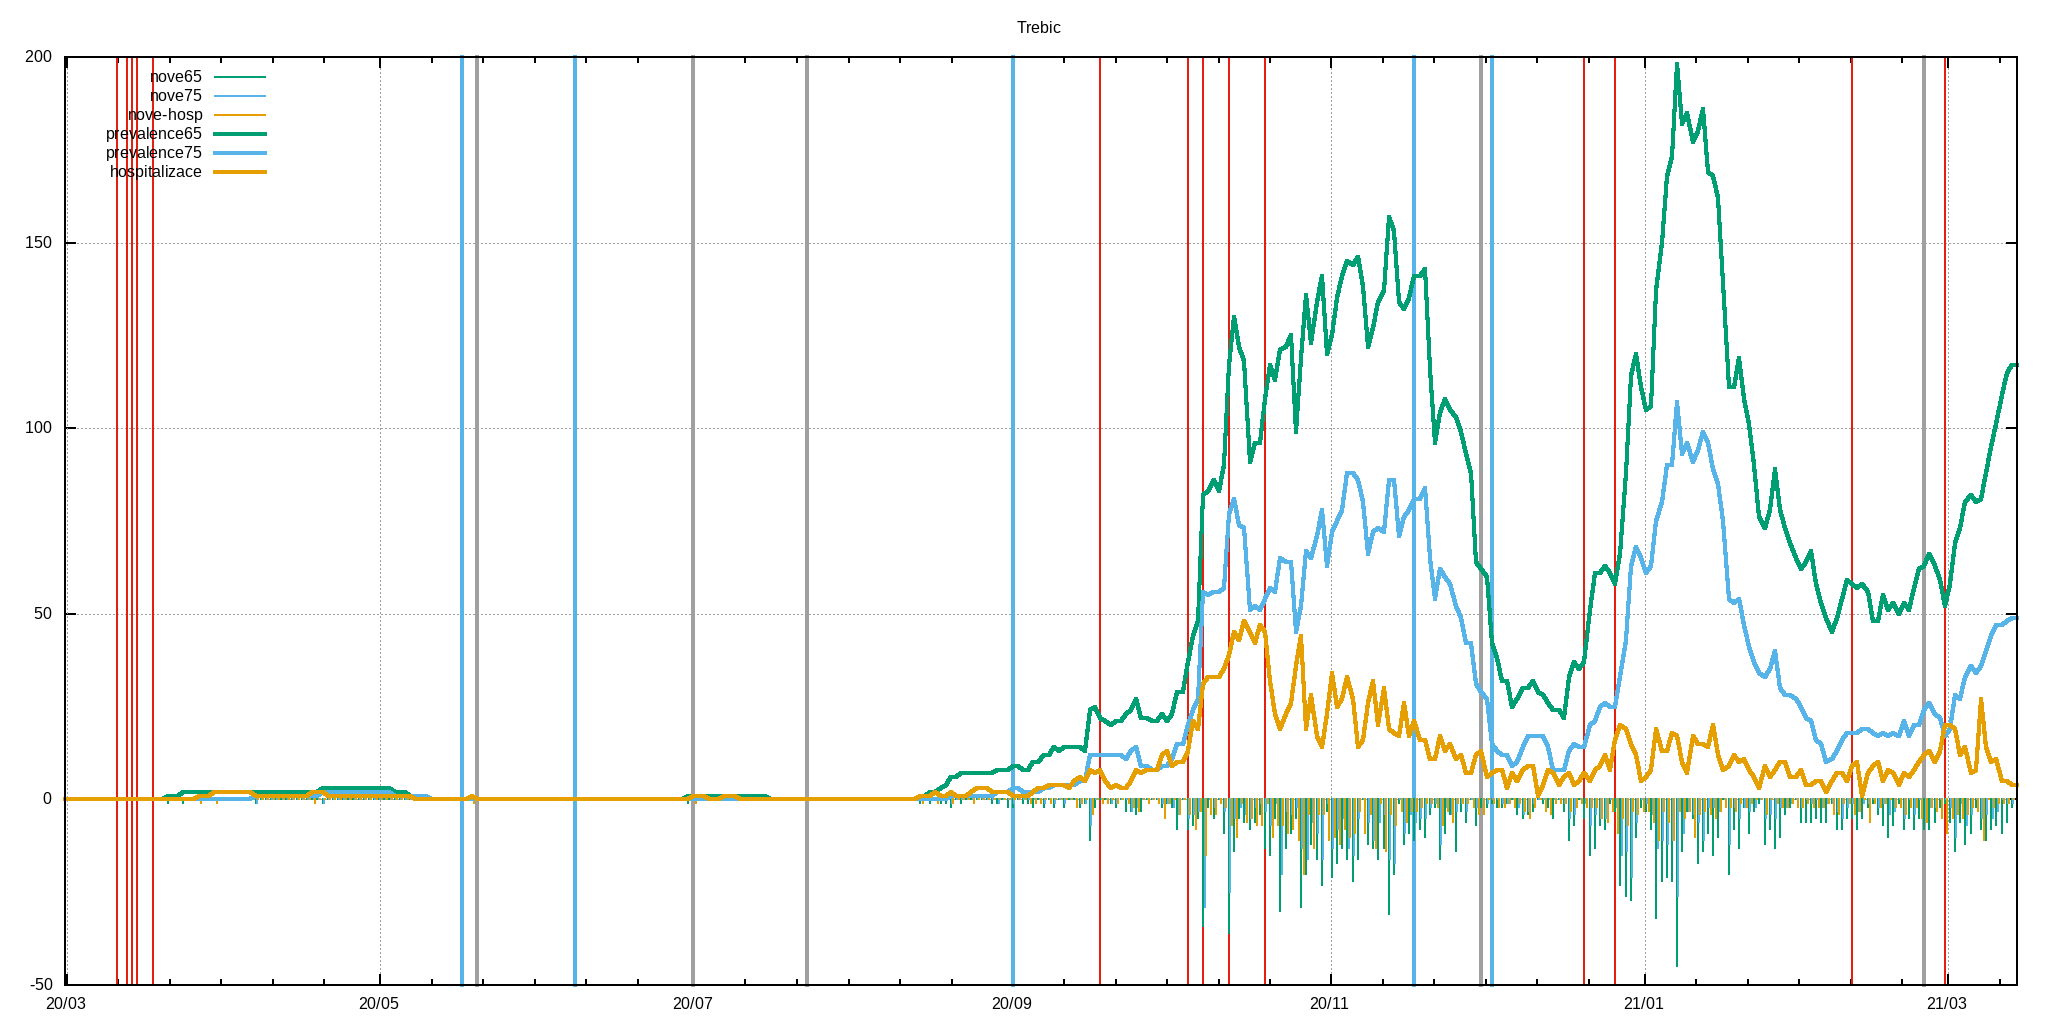 Trebic
200
nove65
nove75
nove-hosp
prevalence65
prevalence75
hospitalizace
150
100
50
0
-50
20/03 20/05 20/07 20/09 20/11 21/01 21/03